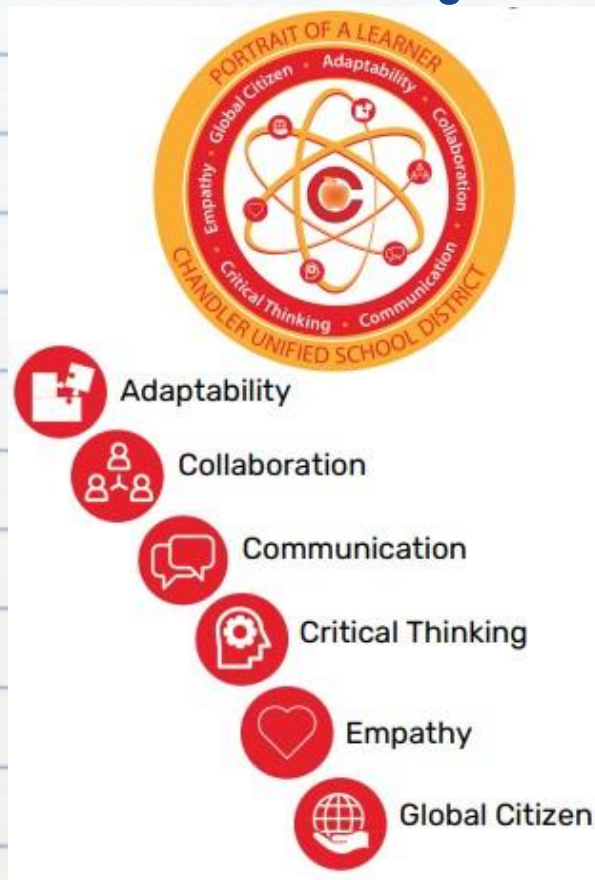 PORTRAIT OF A LEARNER
Empathy · Global Citizen · Adaptability · Collaboration · Communication · Critical Thinking ·
C
CHANDLER UNIFIED SCHOOL DISTRICT
Adaptability
Collaboration
Communication
Critical Thinking
Empathy
Global Citizen